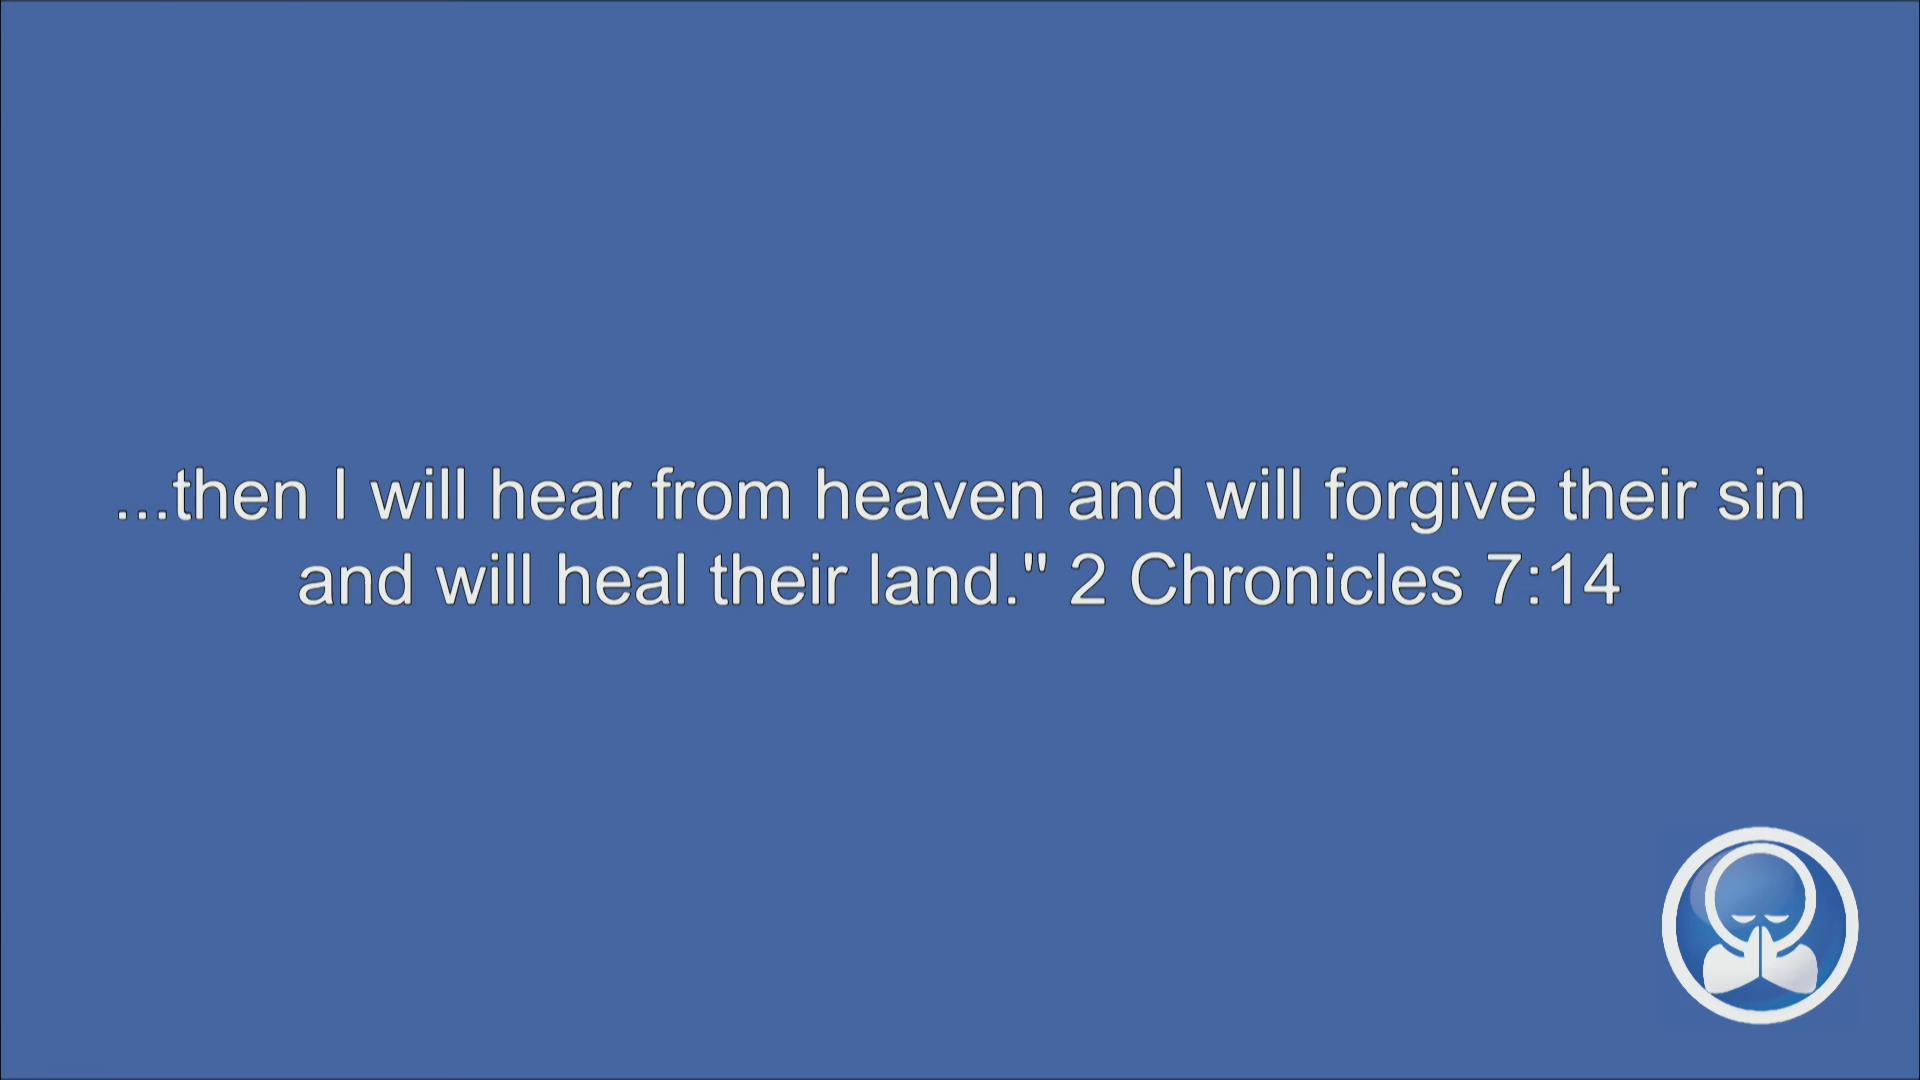 ...then I will hear from heaven and will forgive their sin
and will heal their land." 2 Chronicles 7:14